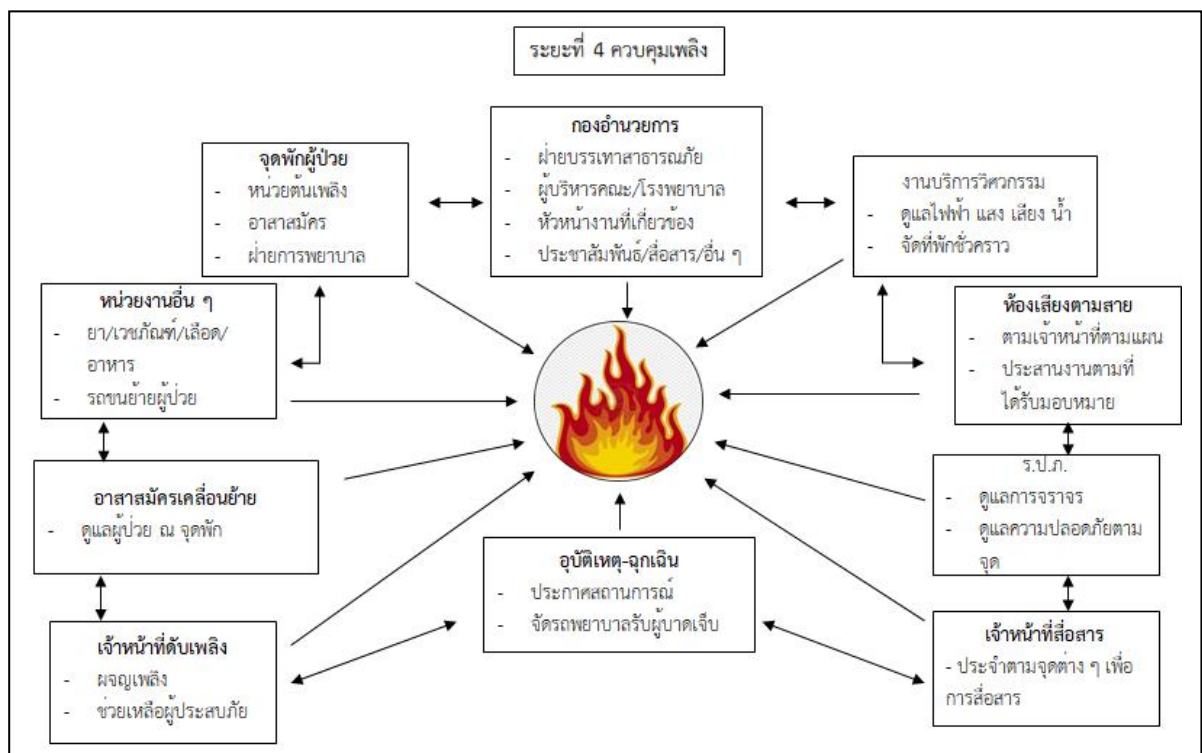 ระยะที่ 4 ควบคุมเพลิง
กองอำนวยการ
- ฝ่ายบรรเทาสาธารณภัย
- ผู้บริหารคณะ/โรงพยาบาล
- หัวหน้างานที่เกี่ยวข้อง
- ประชาสัมพันธ์/สื่อสาร/อื่น ๆ
จุดพักผู้ป่วย
- หน่วยต้นเพลิง
- อาสาสมัคร
- ฝ่ายการพยาบาล
งานบริการวิศวกรรม
- ดูแลไฟฟ้า แสง เสียง น้ำ
- จัดที่พักชั่วคราว
หน่วยงานอื่น ๆ
- ยา/เวชภัณฑ์/เลือด/
อาหาร
- รถขนย้ายผู้ป่วย
ห้องเสียงตามสาย
- ตามเจ้าหน้าที่ตามแผน
- ประสานงานตามที่
ได้รับมอบหมาย
อาสาสมัครเคลื่อนย้าย
- ดูแลผู้ป่วย ณ จุดพัก
ร.ป.ภ.
- ดูแลการจราจร
- ดูแลความปลอดภัยตาม
จุด
อุบัติเหตุ-ฉุกเฉิน
- ประกาศสถานการณ์
- จัดรถพยาบาลรับผู้บาดเจ็บ
เจ้าหน้าที่ดับเพลิง
- ผจญเพลิง
- ช่วยเหลือผู้ประสบภัย
เจ้าหน้าที่สื่อสาร
- ประจำตามจุดต่าง ๆ เพื่อ
การสื่อสาร